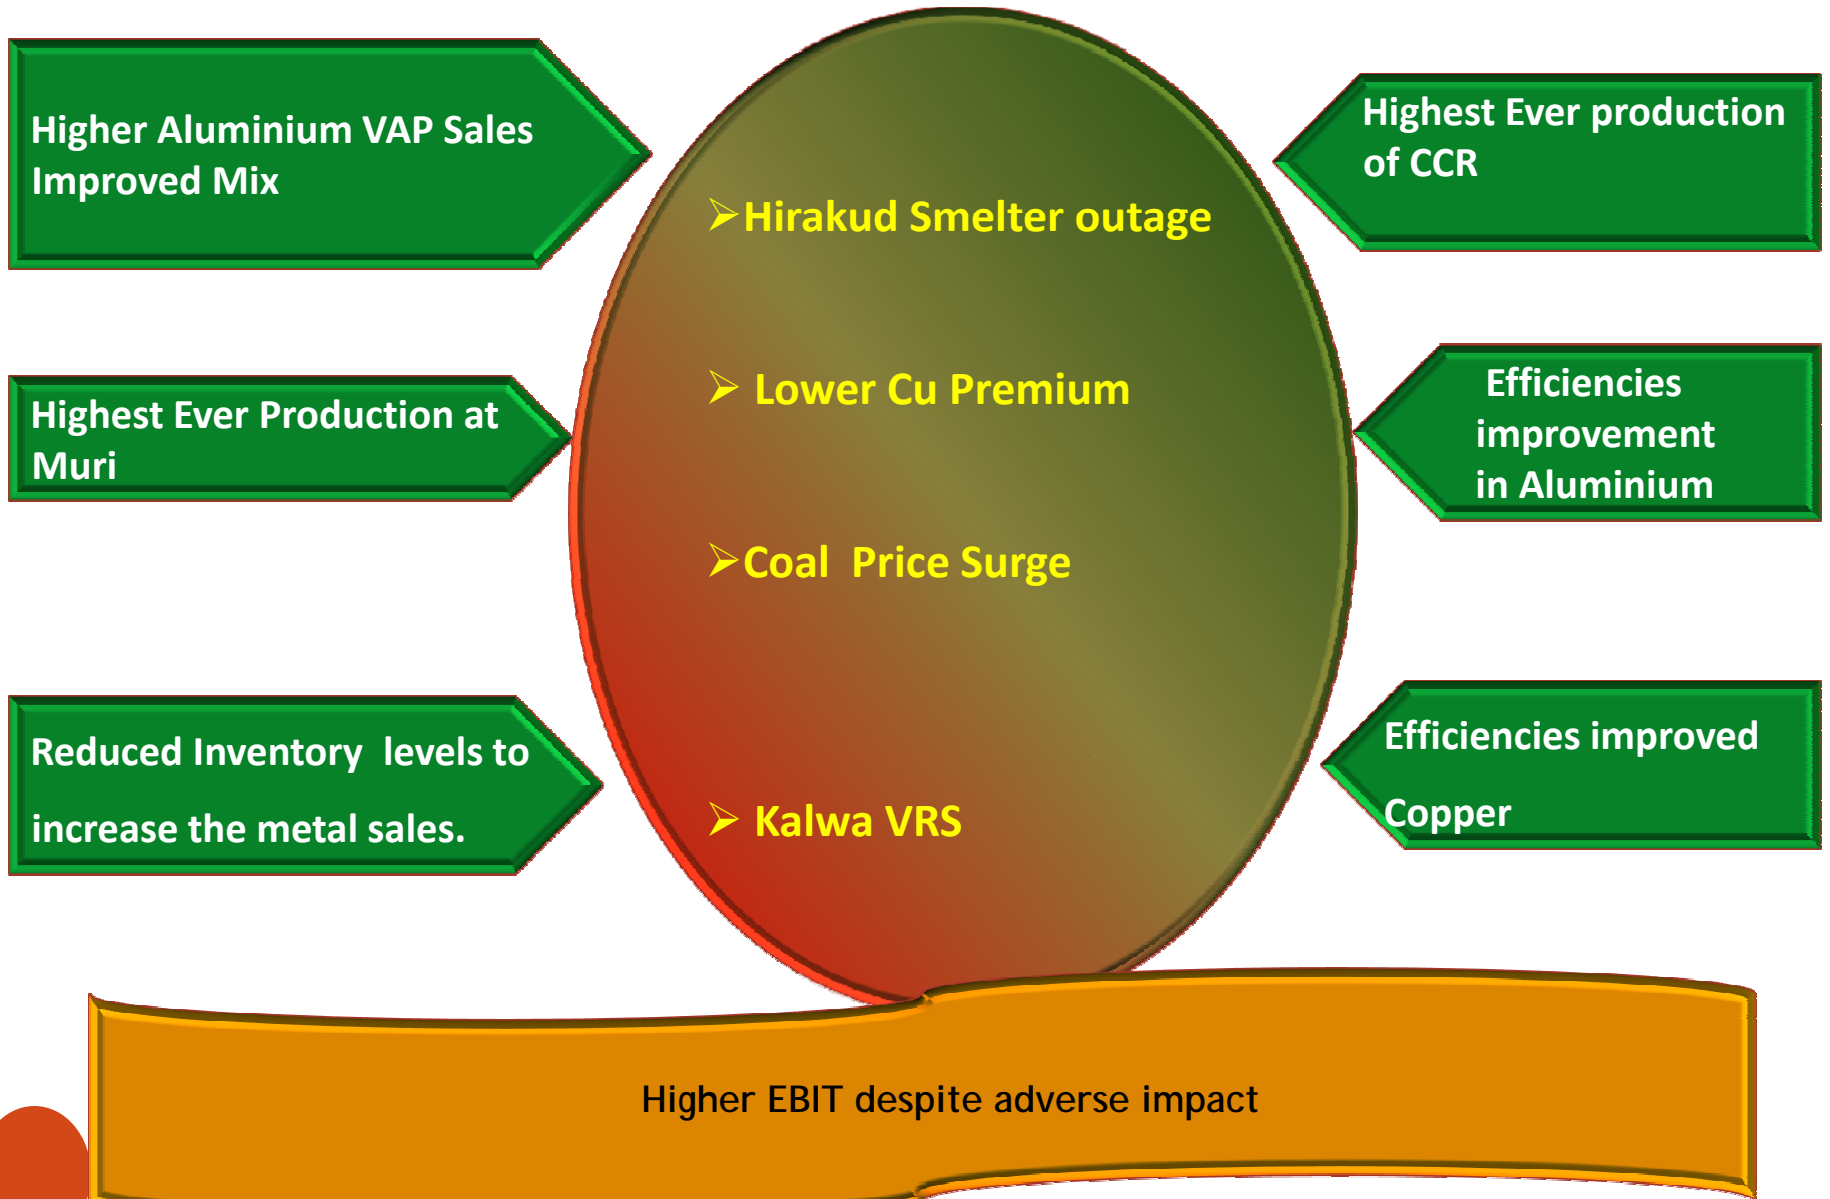 Higher Aluminium VAP Sales
Improved Mix
Highest Ever Production at
Muri
Reduced Inventory levels to
increase the metal sales.
➢Hirakud Smelter outage
➢ Lower Cu Premium
➢Coal Price Surge
➢ Kalwa VRS
Highest Ever production
of CCR
Efficiencies
improvement
in Aluminium
Efficiencies improved
Copper
Higher EBIT despite adverse impact